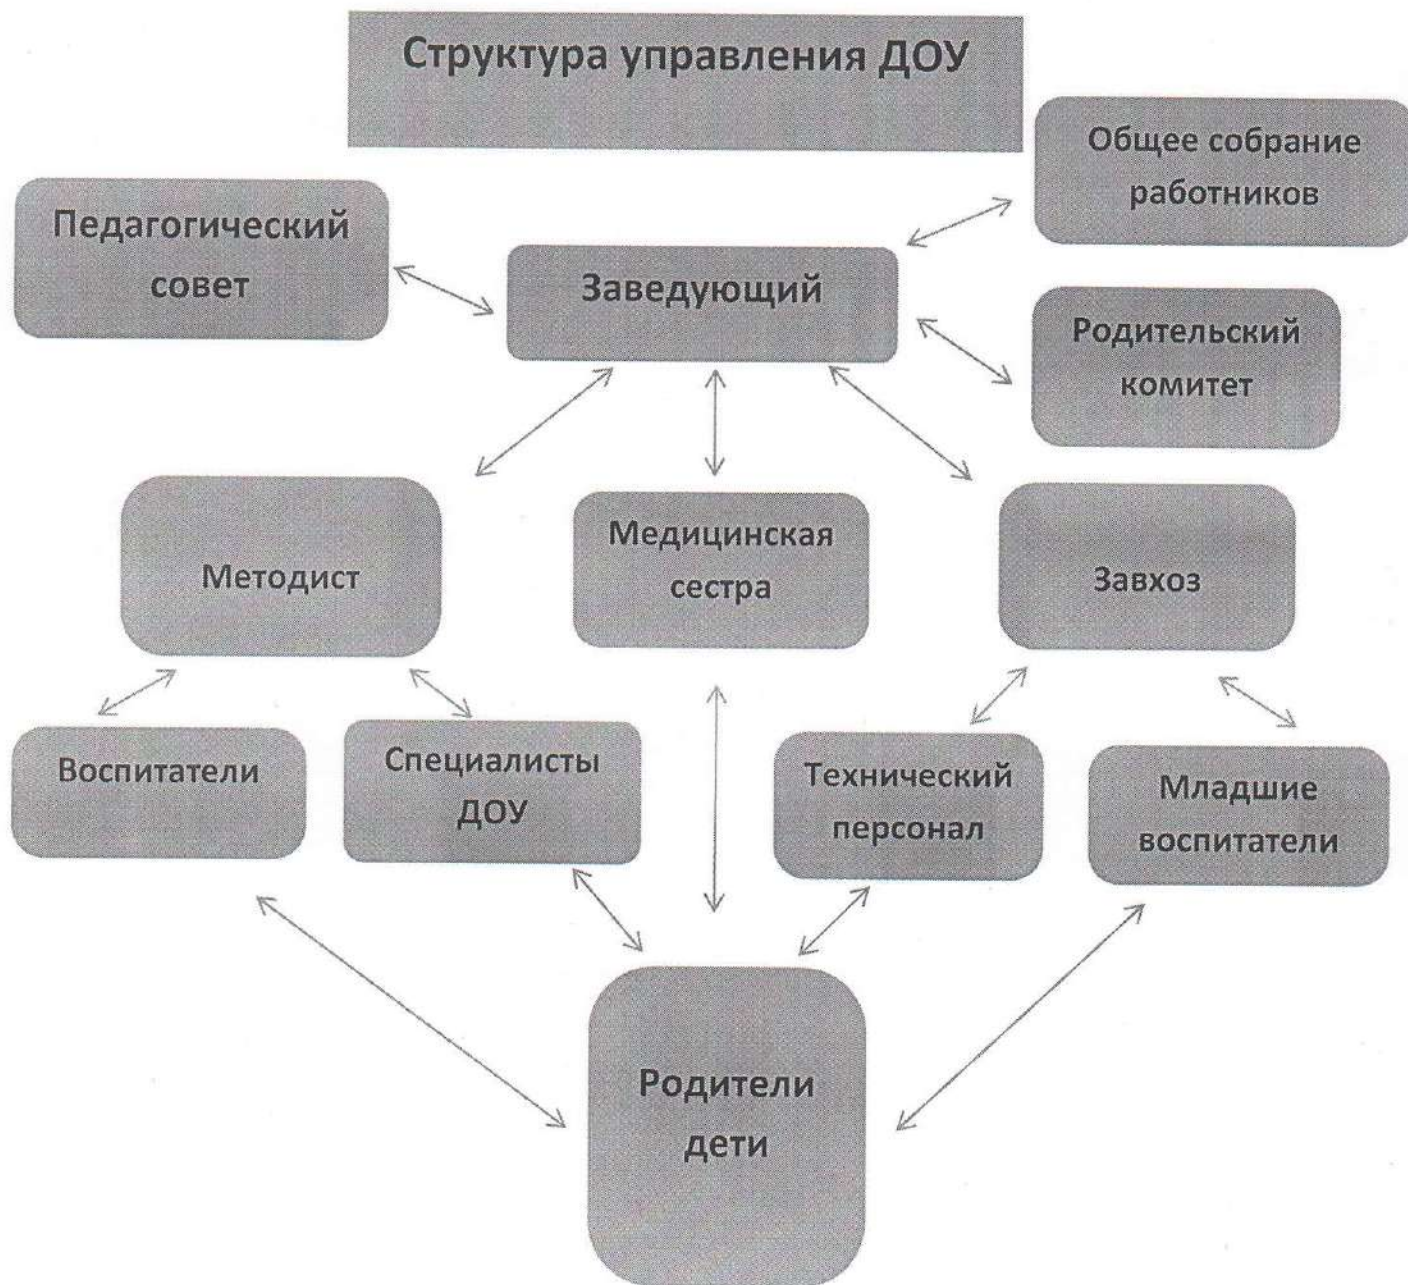 Структура управления ДОУ
Общее собрание
работников
Педагогический
совет
Заведующий
Родительский
комитет
Методист
Медицинская
сестра
Завхоз
Воспитатели
Специалисты
ДОУ
Технический
персонал
Младшие
воспитатели
Родители
дети